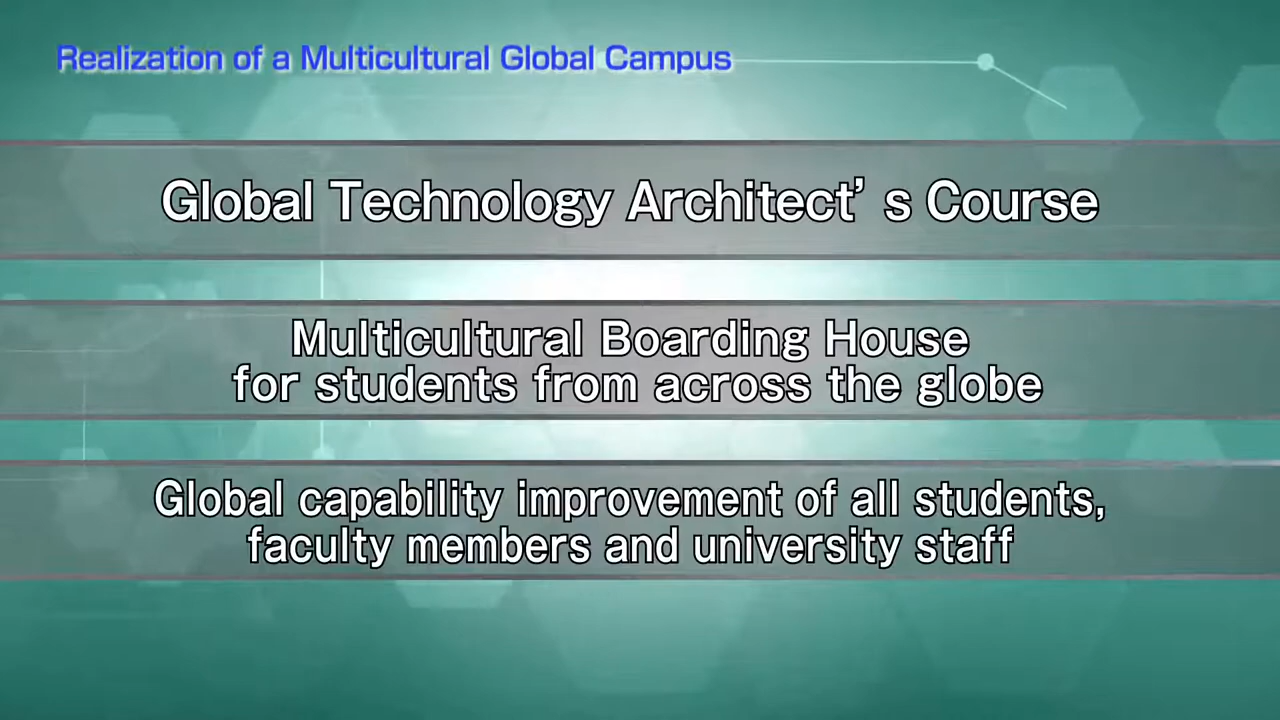 Realization of a Multicultural Global Campus
Global Technology Architect’s Course
Multicultural Boarding House
for students from across the globe
Global capability improvement of all students,
faculty members and university staff